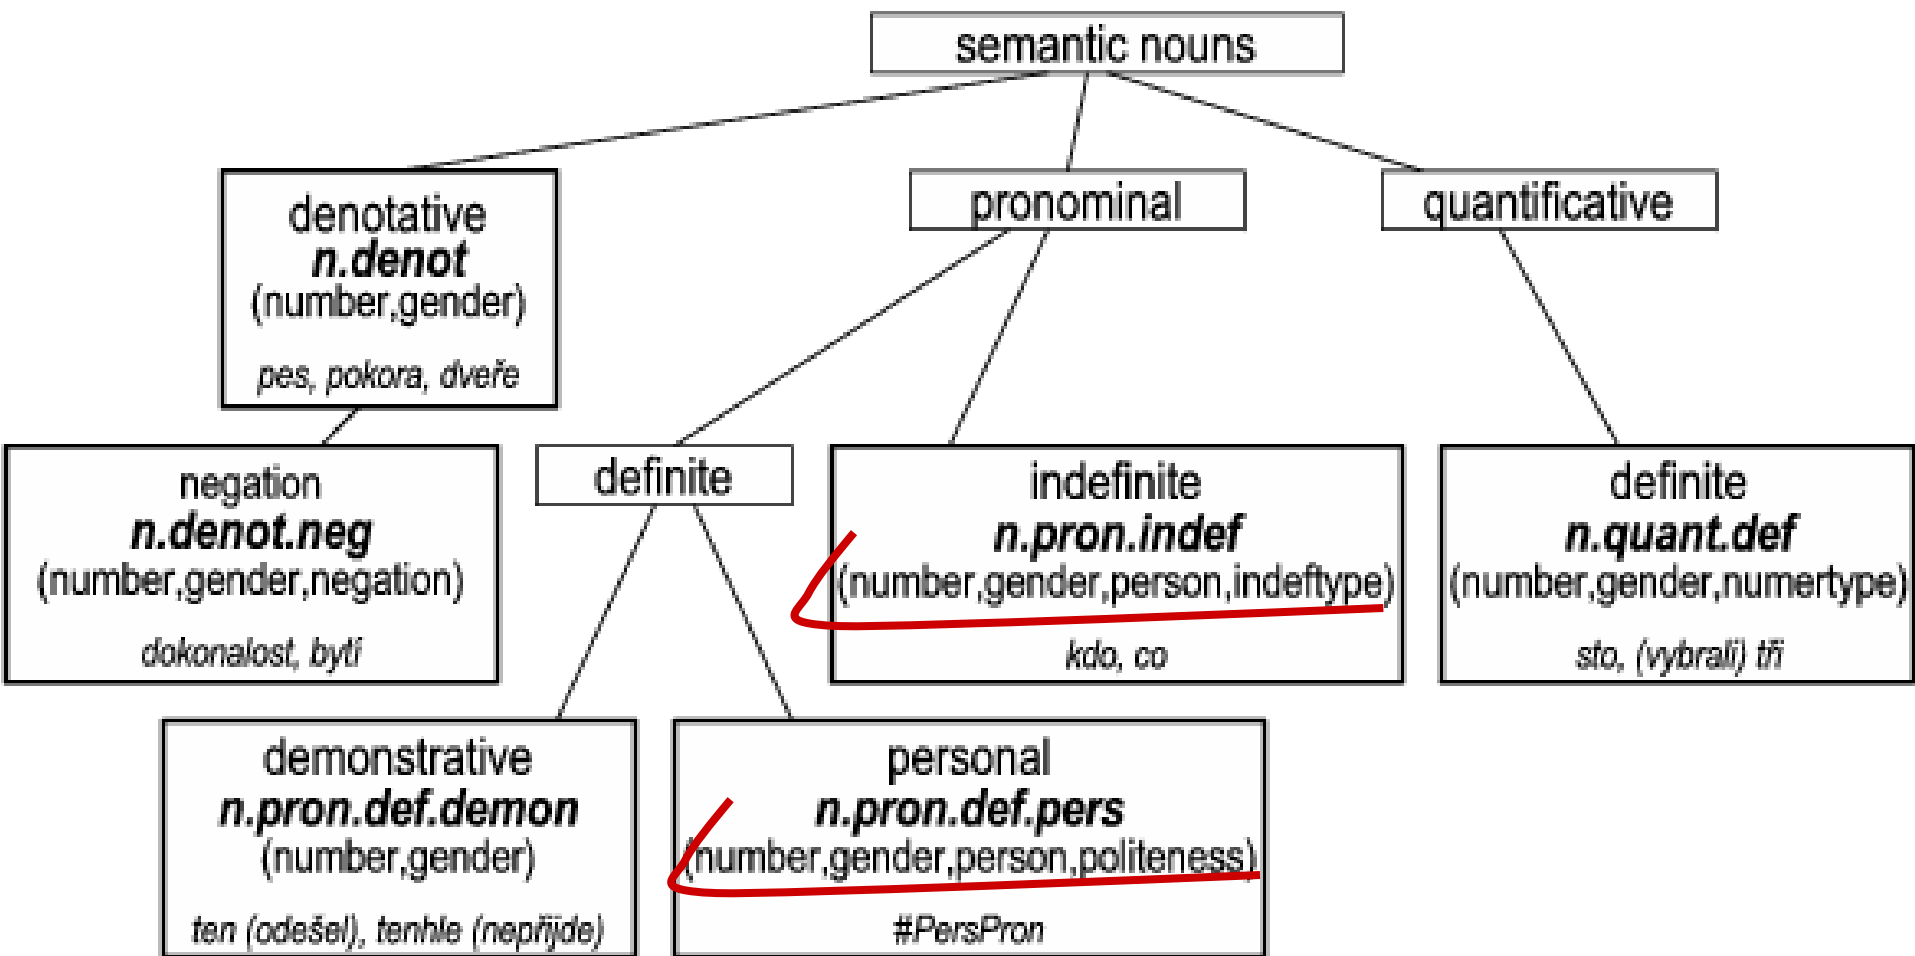 semantic nouns
denotative
n.denot
(number,gender)
pes, pokora, dveře
pronominal
quantificative
negation
n.denot.neg
(number,gender,negation)
dokonalost, bytí
definite
indefinite
n.pron.indef
(number,gender,person,indeftype)
kdo, co
definite
n.quant.def
(number,gender,numertype)
sto, (vybrali) tři
demonstrative
n.pron.def.demon
(number,gender)
ten (odešel), tenhle (nepřijde)
personal
n.pron.def.pers
(number,gender,person,politeness)
#PersPron